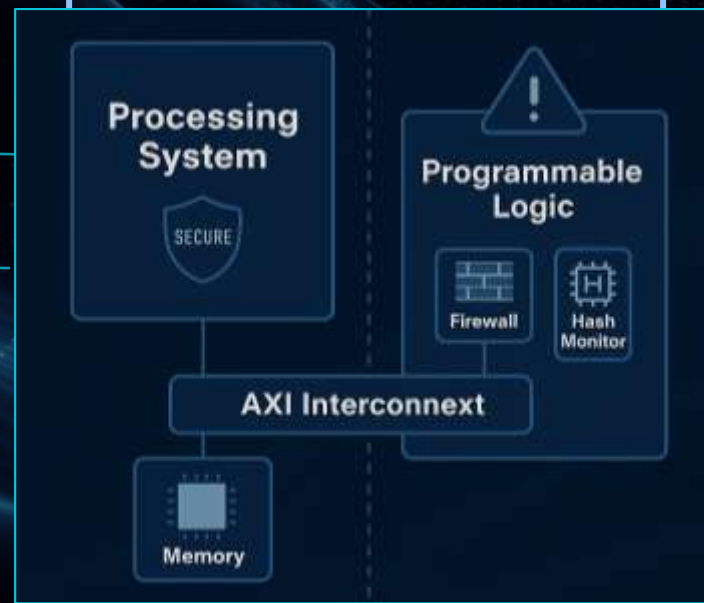 Processing
System
SECURE
!
Programmable
Logic
Firewall
Hash
Monitor
AXI Interconnext
Memory